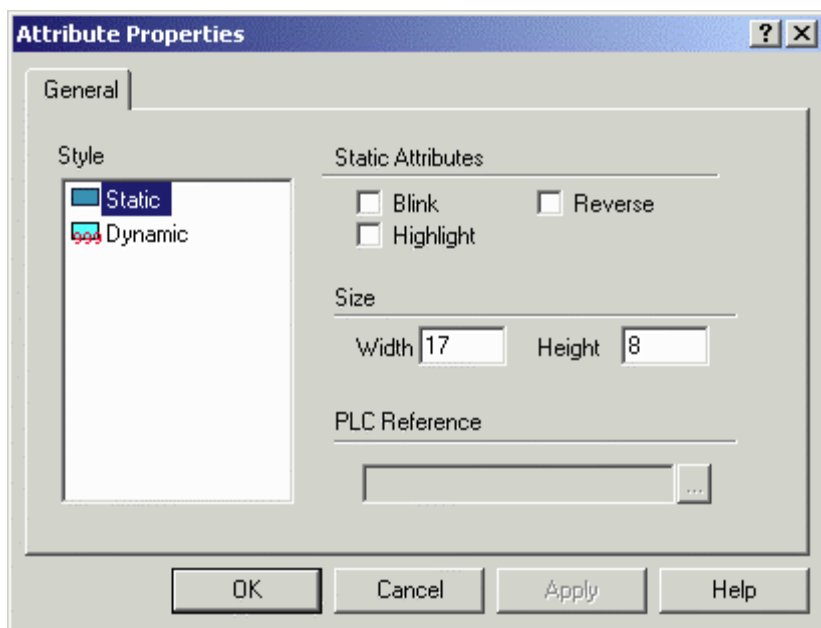 Attribute Properties
General
Style
Static
Dynamic
Static Attributes
Blink
Reverse
Highlight
Size
Width 17 Height 8
PLC Reference
...
OK Cancel Apply Help